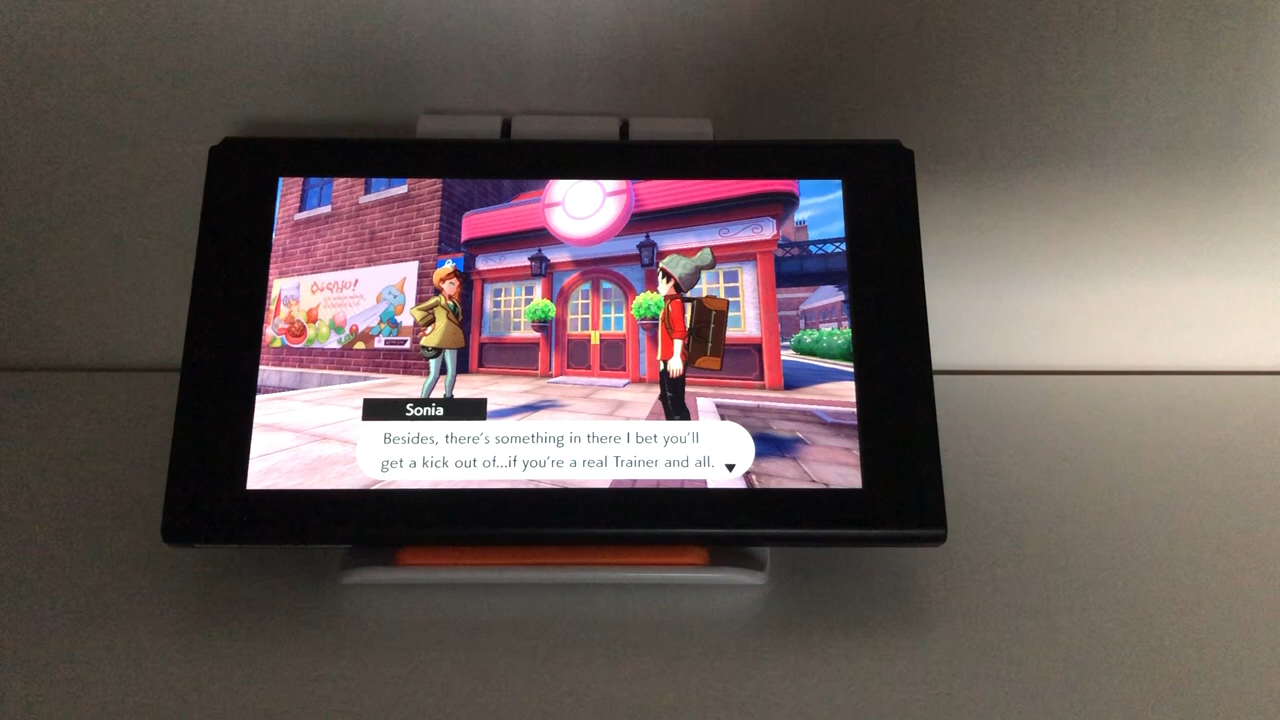 Sonia
Besides, there's something in there I bet you'll
get a kick out of...if you're a real Trainer and all.